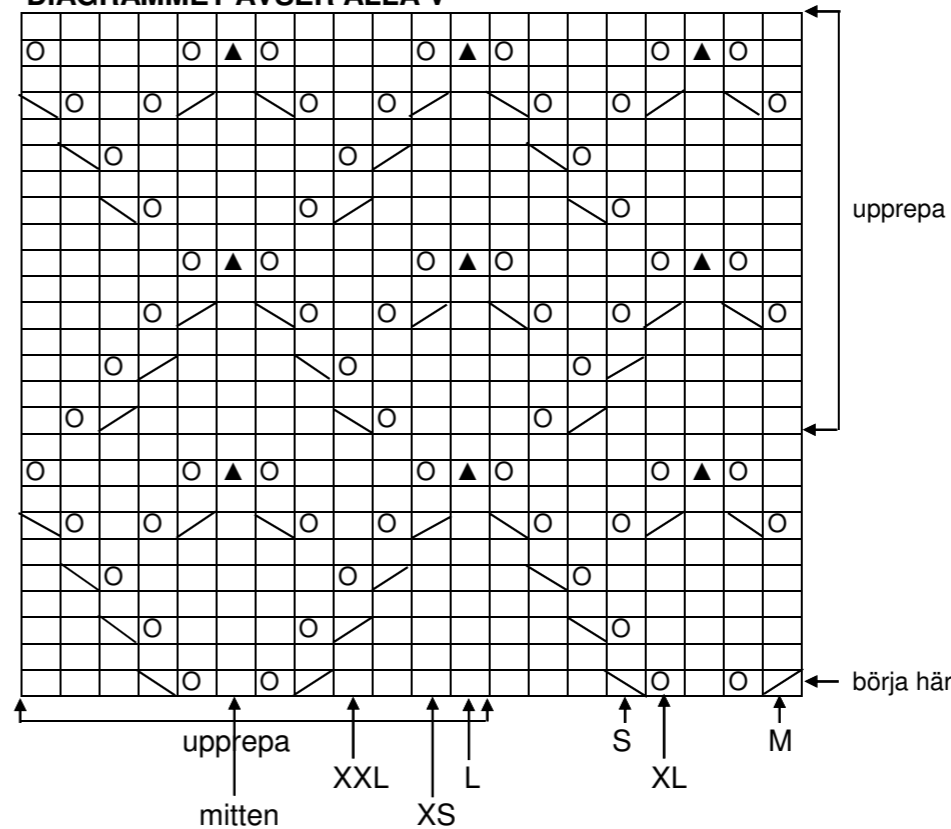 DIAGRAMMET AVSER ALLA V
O O ▲ O O ▲ O O ▲ O
O O O O O O O
O O O
O O O
upprepa
O ▲ O O ▲ O O ▲ O
O O O O O O
O O O
O O O
O O ▲ O O ▲ O O ▲ O
O O O O O O O
O O O
O O O
O O O O
börja här
upprepa S M
XXL L XL
mitten XS